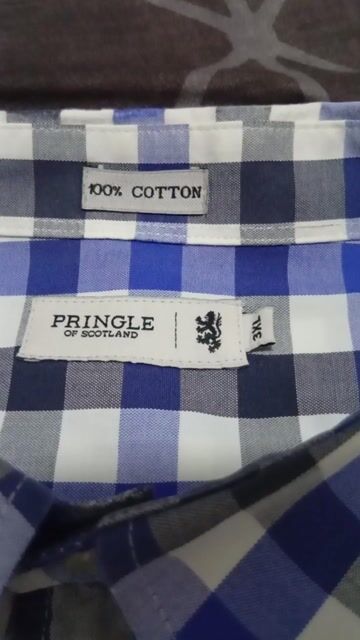 100% COTTON
PRINGLE
OF SCOTLAND
3XL